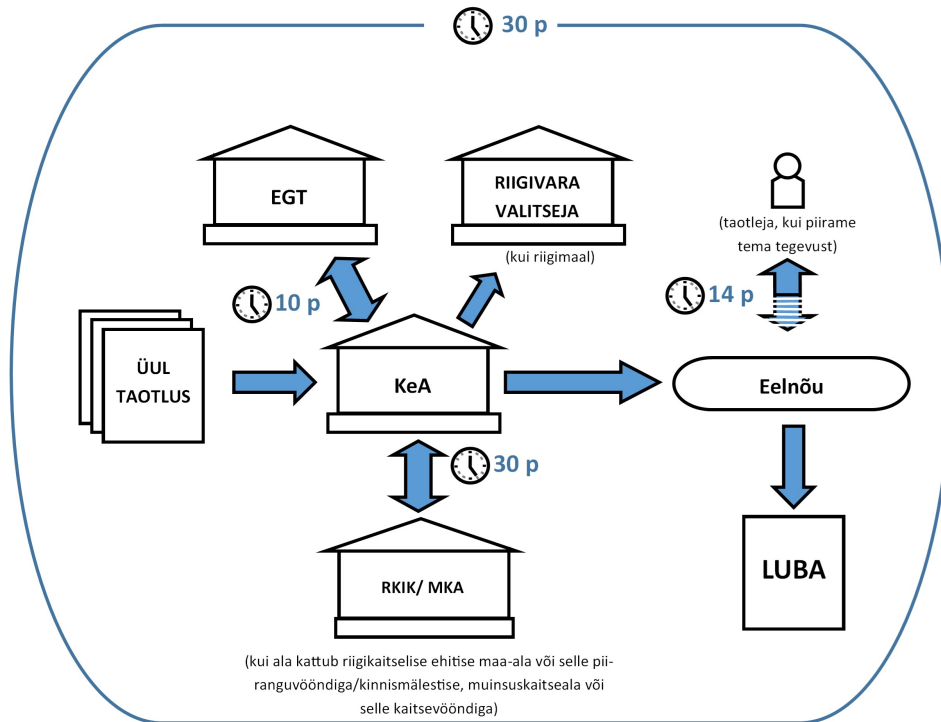 30 p
EGT
RIIGIVARA
VALITSEJA
(kui riigimaal)
(taotleja, kui piirame
tema tegevust)
10 p
14 p
ÜUL
TAOTLUS
KeA
Eelnõu
30 p
RKIK/ MKA
LUBA
(kui ala kattub riigikaitselise ehitise maa-ala või selle pii-
ranguvööndiga/kinnismälestise, muinsuskaitseala või
selle kaitsevööndiga)